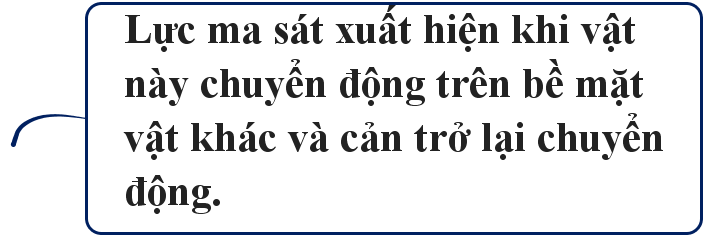 Lực ma sát xuất hiện khi vật
này chuyển động trên bề mặt
vật khác và cản trở lại chuyển
động.